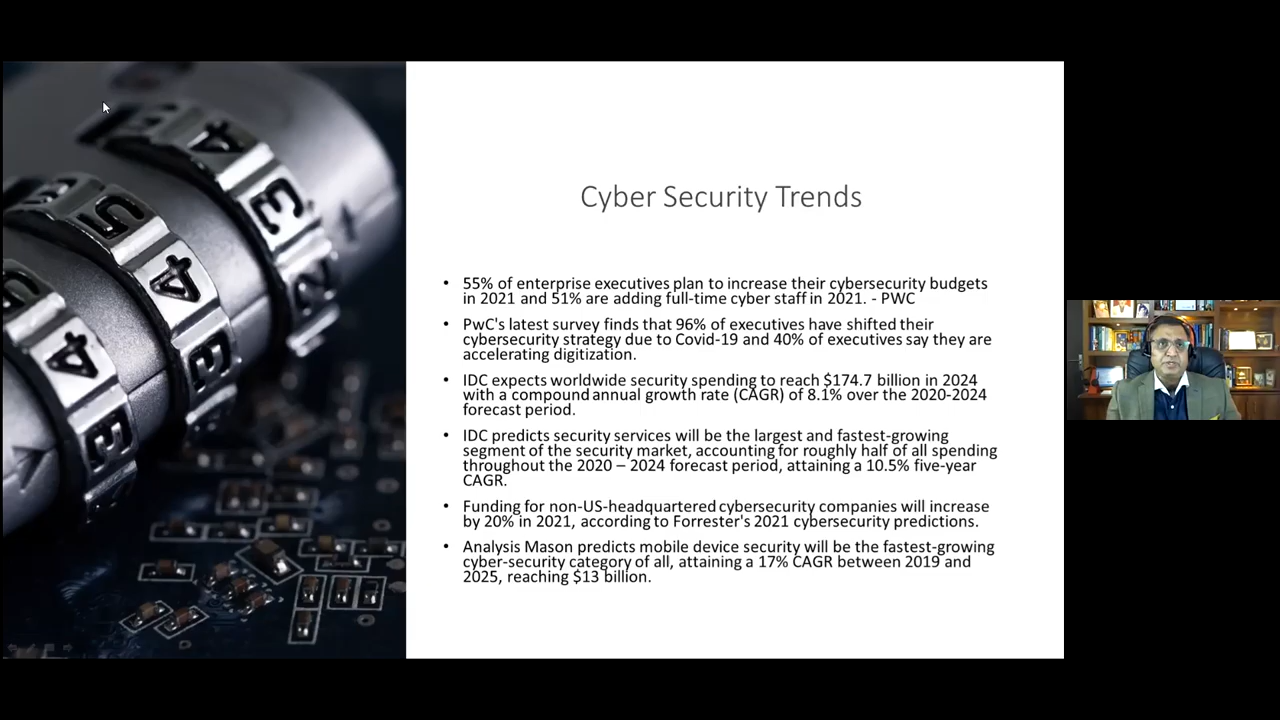 Cyber Security Trends
• 55% of enterprise executives plan to increase their cybersecurity budgets
in 2021 and 51% are adding full-time cyber staff in 2021. - PWC
• PwC's latest survey finds that 96% of executives have shifted their
cybersecurity strategy due to Covid-19 and 40% of executives say they are
accelerating digitization.
• IDC expects worldwide security spending to reach $174.7 billion in 2024
with a compound annual growth rate (CAGR) of 8.1% over the 2020-2024
forecast period.
• IDC predicts security services will be the largest and fastest-growing
segment of the security market, accounting for roughly half of all spending
throughout the 2020 – 2024 forecast period, attaining a 10.5% five-year
CAGR.
• Funding for non-US-headquartered cybersecurity companies will increase
by 20% in 2021, according to Forrester's 2021 cybersecurity predictions.
• Analysis Mason predicts mobile device security will be the fastest-growing
cyber-security category of all, attaining a 17% CAGR between 2019 and
2025, reaching $13 billion.
4 3 2
5 4 3
4 3